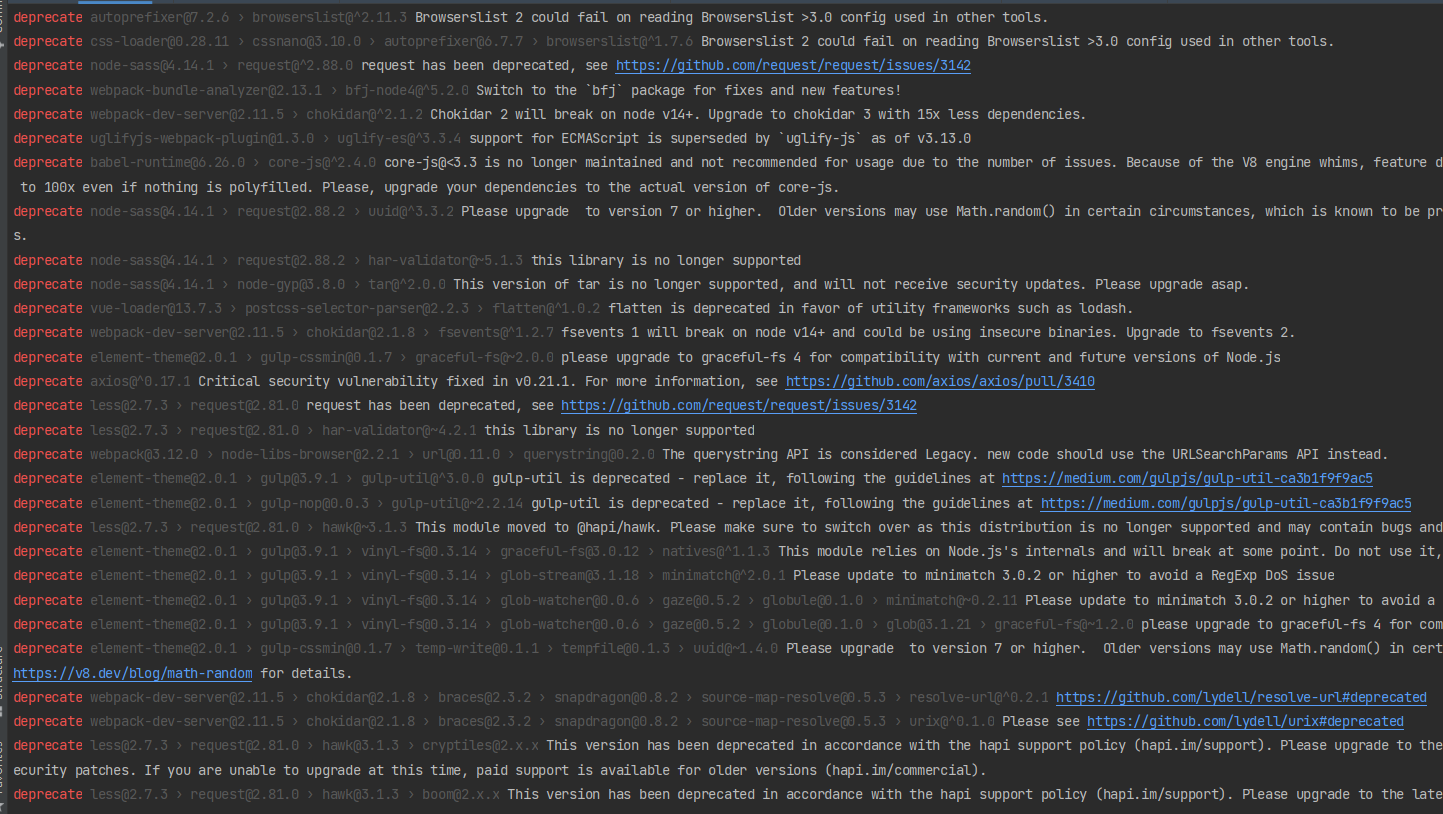 deprecate autoprefixer@7.2.6 › browserslist@^2.11.3 Browserslist 2 could fail on reading Browserslist >3.0 config used in other tools.
deprecate css-loader@0.28.11 › cssnano@3.10.0 › autoprefixer@6.7.7 › browserslist@^1.7.6 Browserslist 2 could fail on reading Browserslist >3.0 config used in other tools.
deprecate node-sass@4.14.1 › request@^2.88.0 request has been deprecated, see https://github.com/request/request/issues/3142
deprecate webpack-bundle-analyzer@2.13.1 › bfj-node4@^5.2.0 Switch to the `bfj` package for fixes and new features!
deprecate webpack-dev-server@2.11.5 › chokidar@^2.1.2 Chokidar 2 will break on node v14+. Upgrade to chokidar 3 with 15x less dependencies.
deprecate uglifyjs-webpack-plugin@1.3.0 › uglify-es@^3.3.4 support for ECMAScript is superseded by `uglify-js` as of v3.13.0
deprecate babel-runtime@6.26.0 › core-js@^2.4.0 core-js@<3.3 is no longer maintained and not recommended for usage due to the number of issues. Because of the V8 engine whims, feature d
to 100x even if nothing is polyfilled. Please, upgrade your dependencies to the actual version of core-js.
deprecate node-sass@4.14.1 › request@2.88.2 › uuid@^3.3.2 Please upgrade  to version 7 or higher.  Older versions may use Math.random() in certain circumstances, which is known to be pr
s.
deprecate node-sass@4.14.1 › request@2.88.2 › har-validator@~5.1.3 this library is no longer supported
deprecate node-sass@4.14.1 › node-gyp@3.8.0 › tar@^2.0.0 This version of tar is no longer supported, and will not receive security updates. Please upgrade asap.
deprecate vue-loader@13.7.3 › postcss-selector-parser@2.2.3 › flatten@^1.0.2 flatten is deprecated in favor of utility frameworks such as lodash.
deprecate webpack-dev-server@2.11.5 › chokidar@2.1.8 › fsevents@^1.2.7 fsevents 1 will break on node v14+ and could be using insecure binaries. Upgrade to fsevents 2.
deprecate element-theme@2.0.1 › gulp-cssmin@0.1.7 › graceful-fs@~2.0.0 please upgrade to graceful-fs 4 for compatibility with current and future versions of Node.js
deprecate axios@^0.17.1 Critical security vulnerability fixed in v0.21.1. For more information, see https://github.com/axios/axios/pull/3410
deprecate less@2.7.3 › request@2.81.0 request has been deprecated, see https://github.com/request/request/issues/3142
deprecate less@2.7.3 › request@2.81.0 › har-validator@~4.2.1 this library is no longer supported
deprecate webpack@3.12.0 › node-libs-browser@2.2.1 › url@0.11.0 › querystring@0.2.0 The querystring API is considered Legacy. new code should use the URLSearchParams API instead.
deprecate element-theme@2.0.1 › gulp@3.9.1 › gulp-util@^3.0.0 gulp-util is deprecated - replace it, following the guidelines at https://medium.com/gulpjs/gulp-util-ca3b1f9f9ac5
deprecate element-theme@2.0.1 › gulp-nop@0.0.3 › gulp-util@~2.2.14 gulp-util is deprecated - replace it, following the guidelines at https://medium.com/gulpjs/gulp-util-ca3b1f9f9ac5
deprecate less@2.7.3 › request@2.81.0 › hawk@~3.1.3 This module moved to @hapi/hawk. Please make sure to switch over as this distribution is no longer supported and may contain bugs and
deprecate element-theme@2.0.1 › gulp@3.9.1 › vinyl-fs@0.3.14 › graceful-fs@3.0.12 › natives@^1.1.3 This module relies on Node.js's internals and will break at some point. Do not use it,
deprecate element-theme@2.0.1 › gulp@3.9.1 › vinyl-fs@0.3.14 › glob-stream@3.1.18 › minimatch@^2.0.1 Please update to minimatch 3.0.2 or higher to avoid a RegExp DoS issue
deprecate element-theme@2.0.1 › gulp@3.9.1 › vinyl-fs@0.3.14 › glob-watcher@0.0.6 › gaze@0.5.2 › globule@0.1.0 › minimatch@~0.2.11 Please update to minimatch 3.0.2 or higher to avoid a
deprecate element-theme@2.0.1 › gulp@3.9.1 › vinyl-fs@0.3.14 › glob-watcher@0.0.6 › gaze@0.5.2 › globule@0.1.0 › glob@3.1.21 › graceful-fs@~1.2.0 please upgrade to graceful-fs 4 for com
deprecate element-theme@2.0.1 › gulp-cssmin@0.1.7 › temp-write@0.1.1 › tempfile@0.1.3 › uuid@~1.4.0 Please upgrade  to version 7 or higher.  Older versions may use Math.random() in cert
https://v8.dev/blog/math-random for details.
deprecate webpack-dev-server@2.11.5 › chokidar@2.1.8 › braces@2.3.2 › snapdragon@0.8.2 › source-map-resolve@0.5.3 › resolve-url@^0.2.1 https://github.com/lydell/resolve-url#deprecated
deprecate webpack-dev-server@2.11.5 › chokidar@2.1.8 › braces@2.3.2 › snapdragon@0.8.2 › source-map-resolve@0.5.3 › urix@^0.1.0 Please see https://github.com/lydell/urix#deprecated
deprecate less@2.7.3 › request@2.81.0 › hawk@3.1.3 › cryptiles@2.x.x This version has been deprecated in accordance with the hapi support policy (hapi.im/support). Please upgrade to the
ecurity patches. If you are unable to upgrade at this time, paid support is available for older versions (hapi.im/commercial).
deprecate less@2.7.3 › request@2.81.0 › hawk@3.1.3 › boom@2.x.x This version has been deprecated in accordance with the hapi support policy (hapi.im/support). Please upgrade to the late